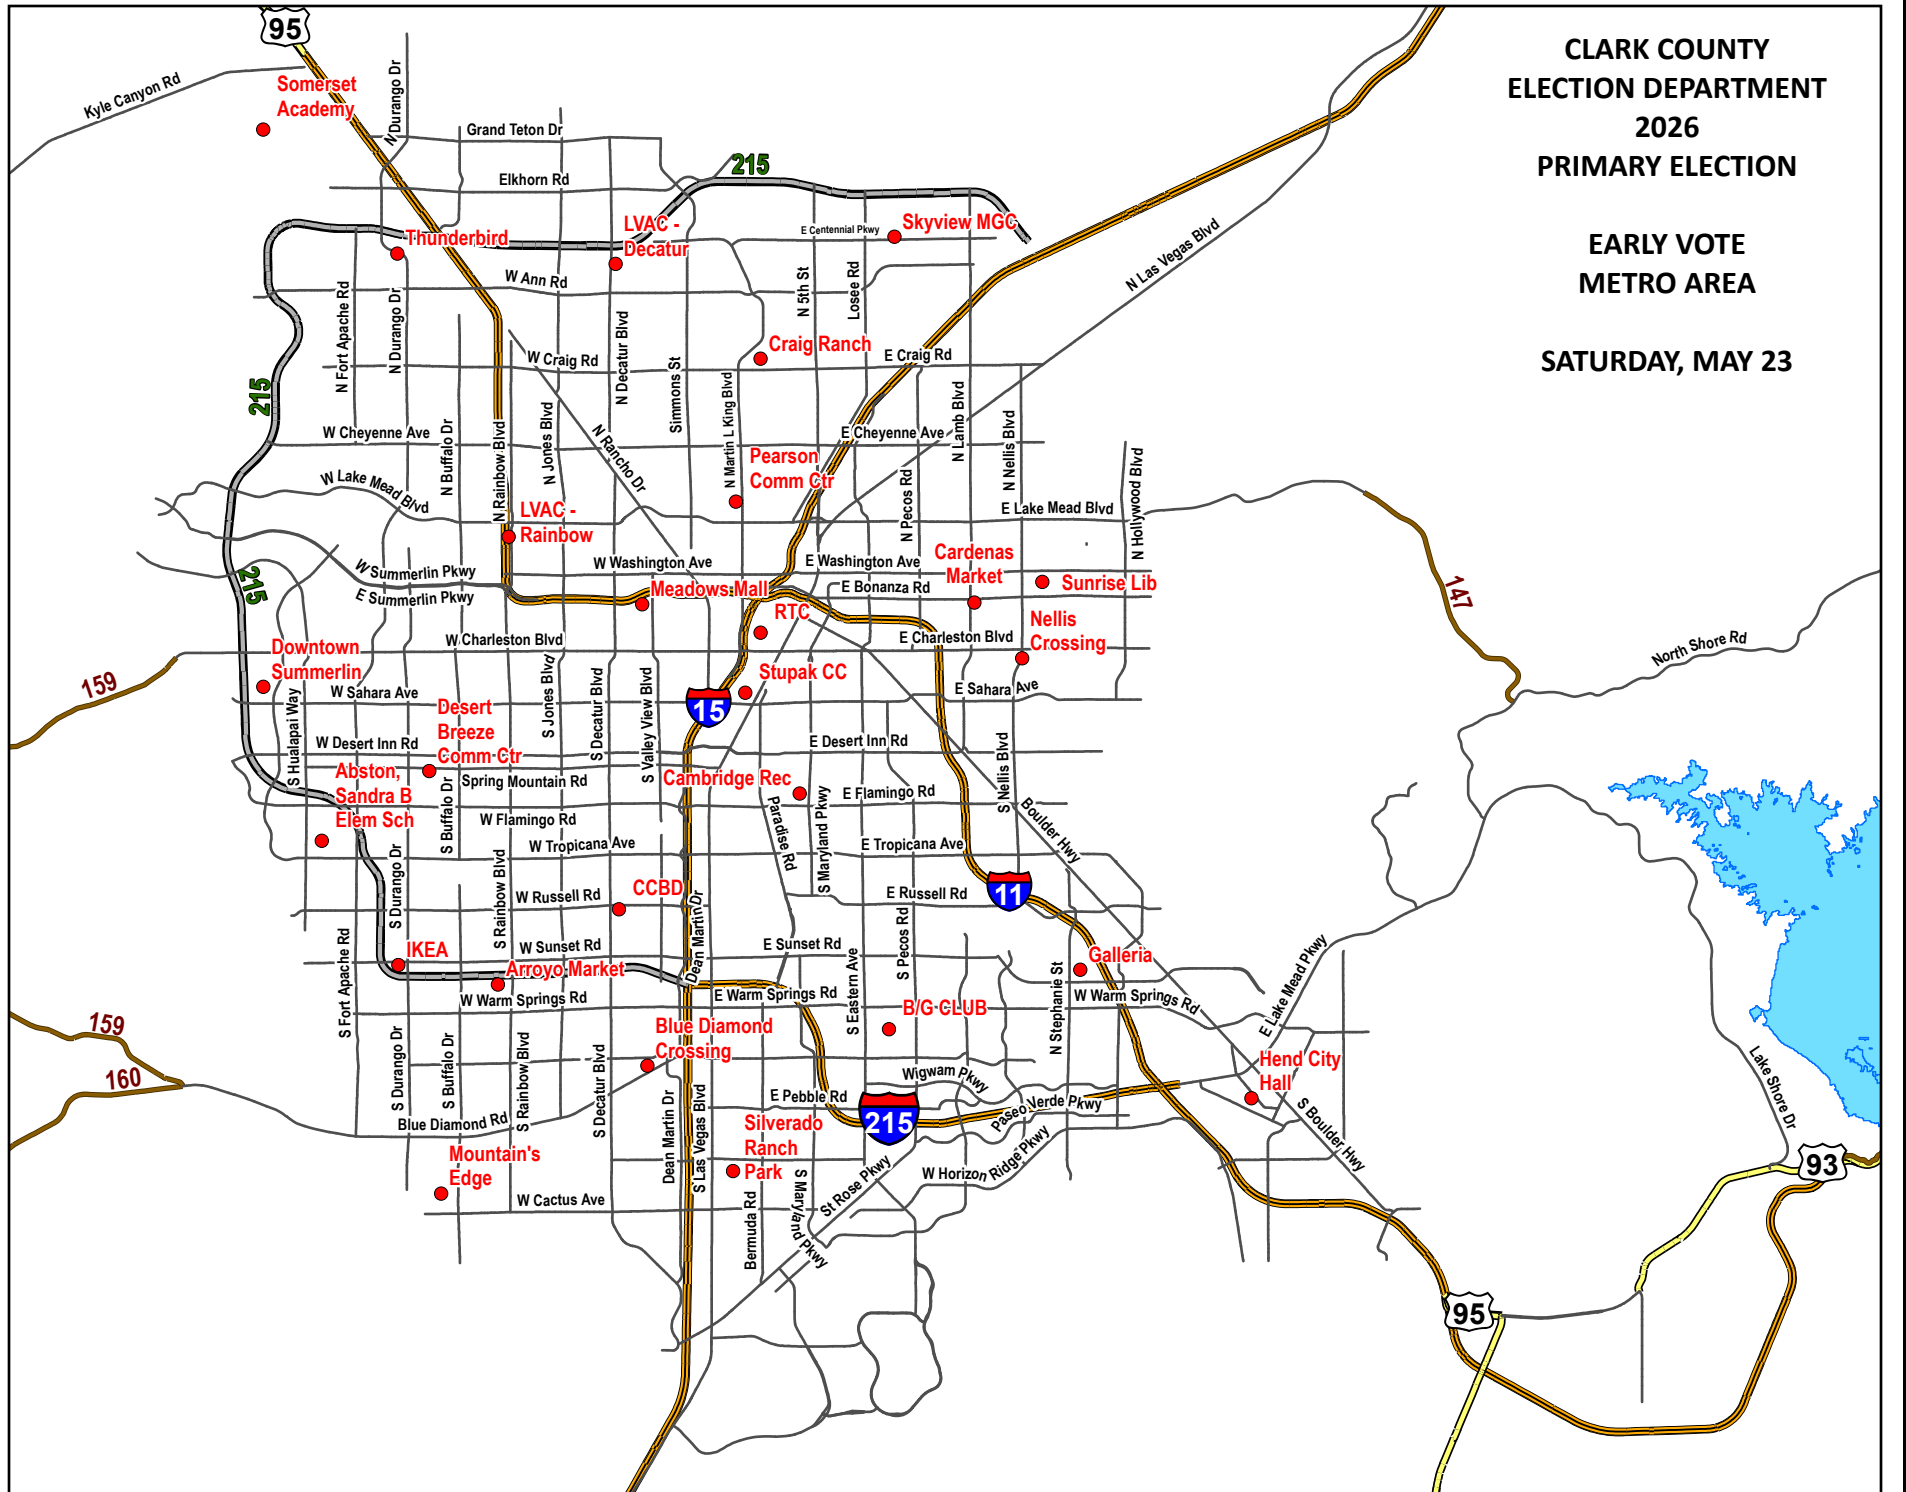 CLARK COUNTY
ELECTION DEPARTMENT
2026
PRIMARY ELECTION
EARLY VOTE
METRO AREA
SATURDAY, MAY 23
95
Kyle Canyon Rd
Somerset
Academy
N Durango Dr
Grand Teton Dr
Elkhorn Rd
215
Thunderbird
LVAC -
Decatur
E Centennial Pkwy
Skyview MGC
N Las Vegas Blvd
W Ann Rd
N Fort Apache Rd
N Durango Dr
N Decatur Blvd
Simmons St
N 5th St
Losee Rd
Craig Ranch
W Craig Rd
E Craig Rd
215
W Cheyenne Ave
E Cheyenne Ave
N Buffalo Dr
N Rainbow Blvd
N Jones Blvd
N Rancho Dr
N Martin L King Blvd
N Lamb Blvd
N Nellis Blvd
N Pecos Rd
N Hollywood Blvd
Pearson
Comm Ctr
W Lake Mead Blvd
E Lake Mead Blvd
LVAC -
Rainbow
W Washington Ave
E Washington Ave
Cardenas
Market
Sunrise Lib
215
W Summerlin Pkwy
E Summerlin Pkwy
Meadows Mall
E Bonanza Rd
147
RTC
Nellis
Crossing
W Charleston Blvd
E Charleston Blvd
North Shore Rd
Downtown
Summerlin
159
Stupak CC
W Sahara Ave
E Sahara Ave
15
S Hualapai Way
S Jones Blvd
S Decatur Blvd
S Valley View Blvd
Desert
Breeze
Comm Ctr
W Desert Inn Rd
E Desert Inn Rd
Spring Mountain Rd
Abston,
Sandra B
Elem Sch
Cambridge Rec
S Nellis Blvd
Boulder Hwy
W Flamingo Rd
E Flamingo Rd
S Buffalo Dr
Paradise Rd
S Maryland Pkwy
W Tropicana Ave
E Tropicana Ave
S Durango Dr
S Rainbow Blvd
CCBD
W Russell Rd
E Russell Rd
11
Dean Martin Dr
S Pecos Rd
IKEA
W Sunset Rd
E Sunset Rd
Galleria
Arroyo Market
S Fort Apache Rd
S Eastern Ave
N Stephanie St
E Lake Mead Pkwy
W Warm Springs Rd
E Warm Springs Rd
W Warm Springs Rd
159
160
B/G CLUB
Blue Diamond
Crossing
Hend City
Hall
Lake Shore Dr
S Durango Dr
S Buffalo Dr
S Rainbow Blvd
S Decatur Blvd
Wigwam Pkwy
E Pebble Rd
215
Paseo Verde Pkwy
Blue Diamond Rd
Dean Martin Dr
S Las Vegas Blvd
Silverado
Ranch
Park
S Boulder Hwy
Mountain's
Edge
W Horizon Ridge Pkwy
St Rose Pkwy
93
W Cactus Ave
Bermuda Rd
S Maryland Pkwy
95